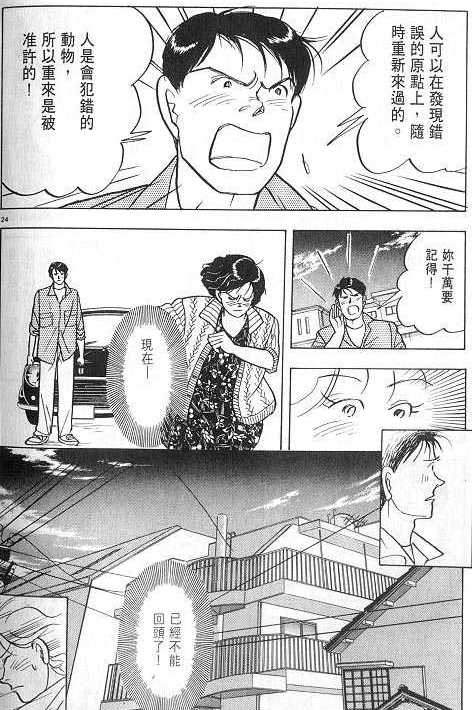 人可以在發現錯
誤的原點上，隨
時重新來過的。
人是會犯錯的
動物，
所以重來是被
准許的！
24
妳千萬要
記得！
現在—
已經不能
回頭了！